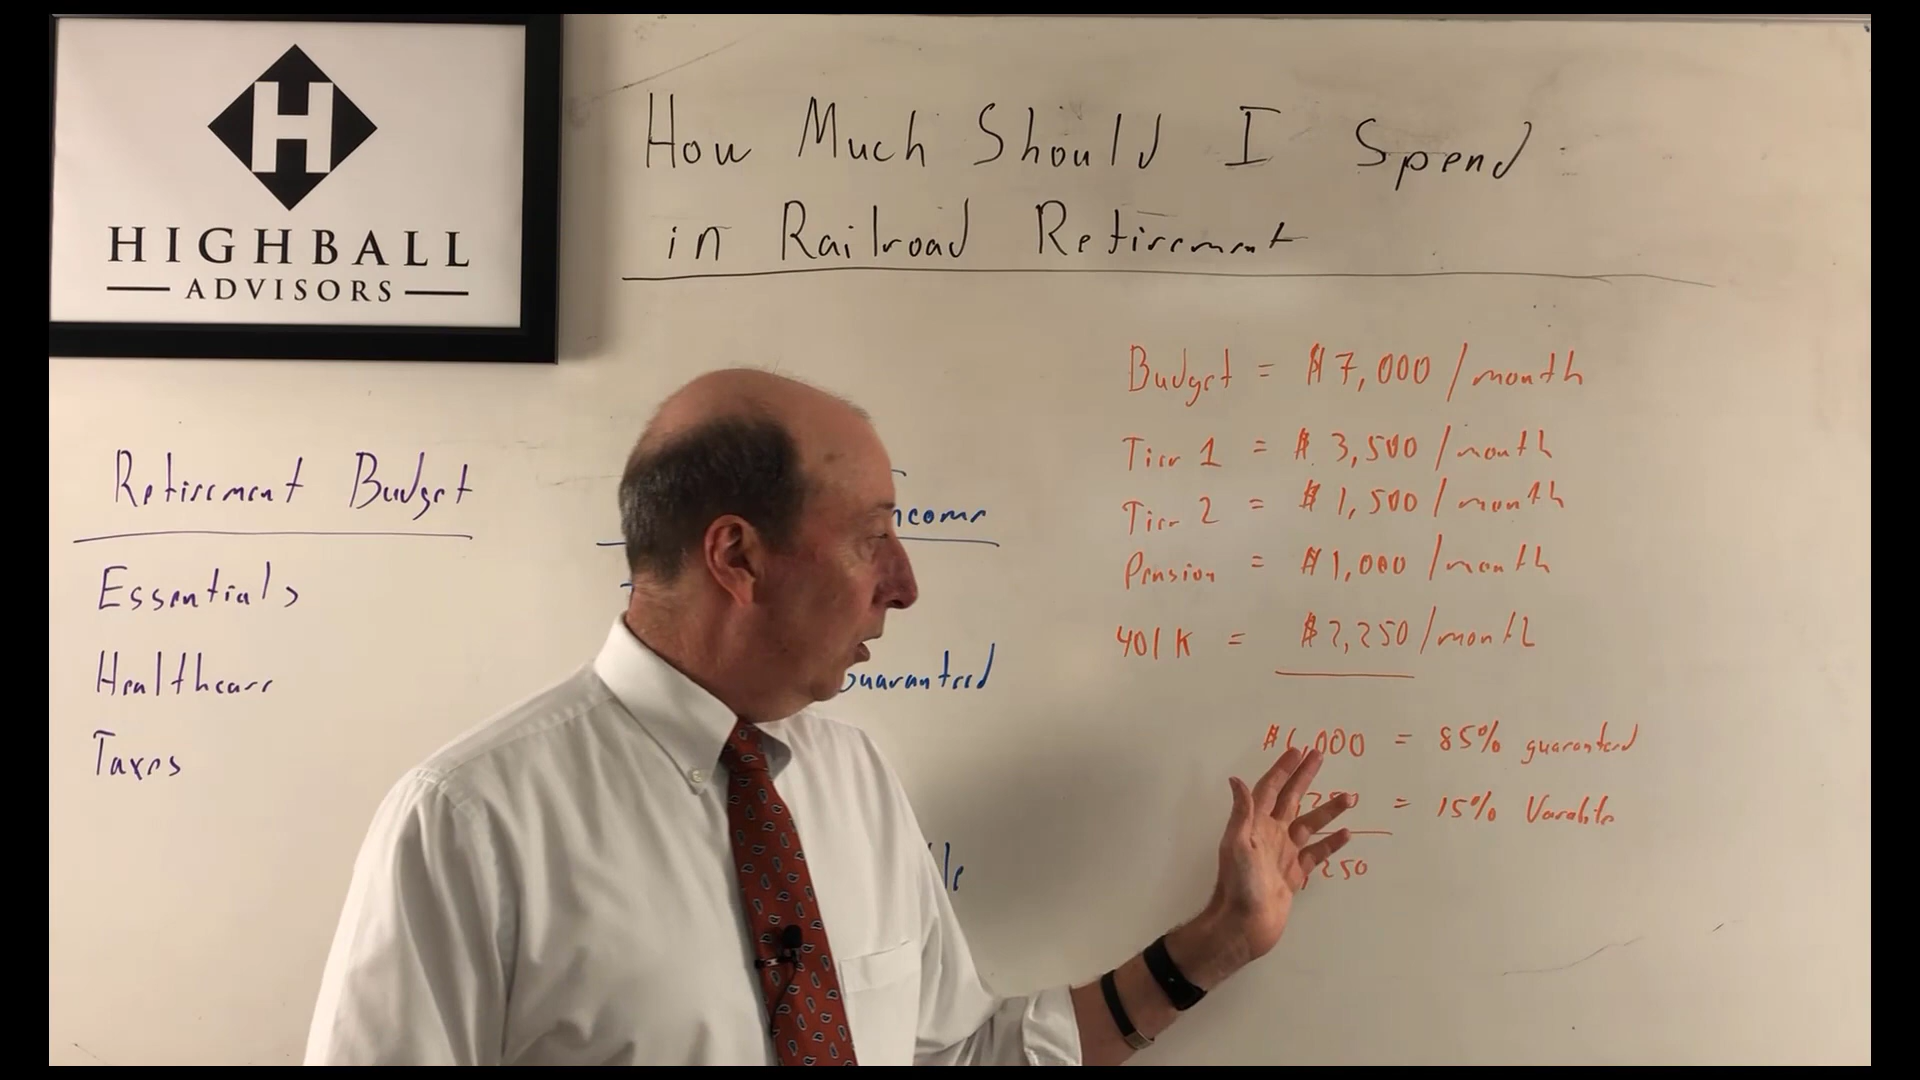 H
HIGHBALL
ADVISORS
How Much Should I Spend
in Railroad Retirement
Retirement Budget
Essentials
Healthcare
Taxes
Guaranteed
Budget = $7,000 / month
Tier 1 = $3,500 / month
Tier 2 = $1,500 / month
Pension = $1,000 / month
401K = $2,250 / month
$6,000 = 85% guaranteed
= 15% Variable